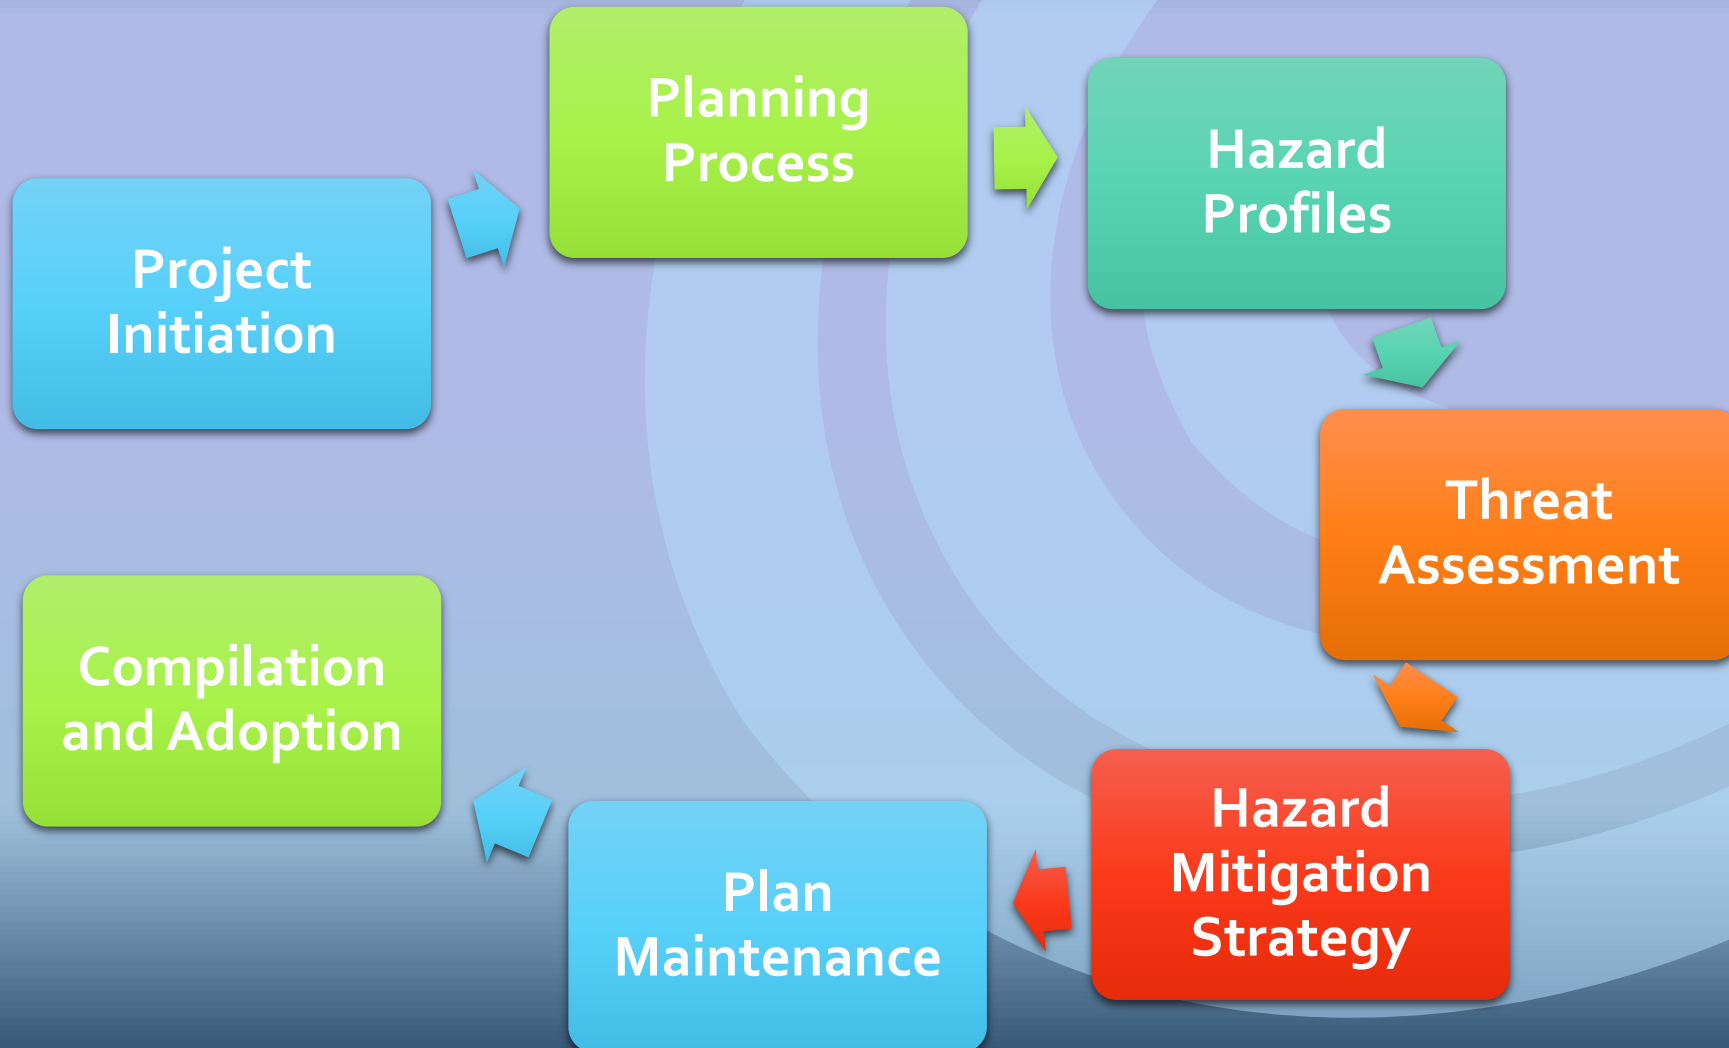 Project
Initiation
Planning
Process
Hazard
Profiles
Threat
Assessment
Hazard
Mitigation
Strategy
Plan
Maintenance
Compilation
and Adoption